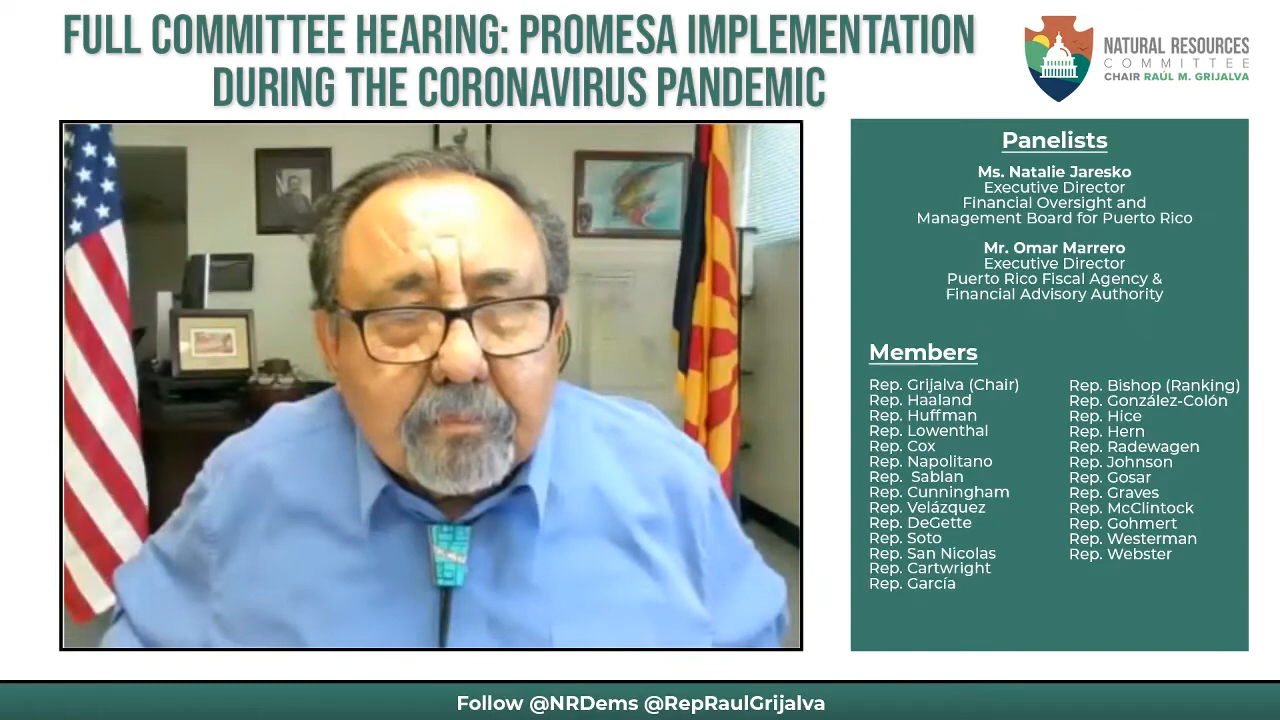 FULL COMMITTEE HEARING: PROMESA IMPLEMENTATION
DURING THE CORONAVIRUS PANDEMIC
NATURAL RESOURCES
COMMITTEE
CHAIR RAÚL M. GRIJALVA
Panelists
Ms. Natalie Jaresko
Executive Director
Financial Oversight and
Management Board for Puerto Rico
Mr. Omar Marrero
Executive Director
Puerto Rico Fiscal Agency &
Financial Advisory Authority
Members
Rep. Grijalva (Chair)
Rep. Haaland
Rep. Huffman
Rep. Lowenthal
Rep. Cox
Rep. Napolitano
Rep. Sablan
Rep. Cunningham
Rep. Velázquez
Rep. DeGette
Rep. Soto
Rep. San Nicolas
Rep. Cartwright
Rep. García
Rep. Bishop (Ranking)
Rep. González-Colón
Rep. Hice
Rep. Hern
Rep. Radewagen
Rep. Johnson
Rep. Gosar
Rep. Graves
Rep. McClintock
Rep. Gohmert
Rep. Westerman
Rep. Webster
Follow @NRDems @RepRaulGrijalva